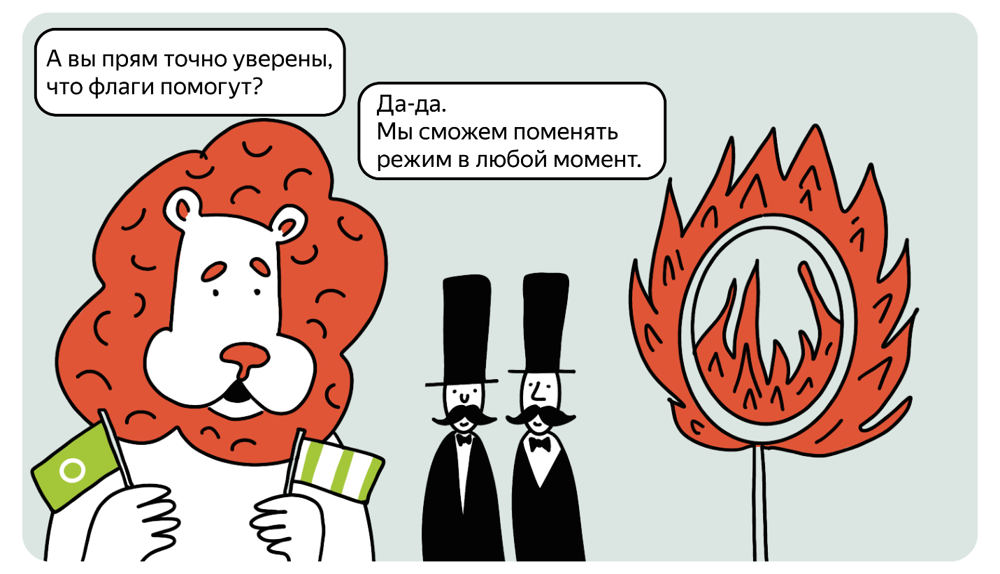 А вы прям точно уверены,
что флаги помогут?
Да-да.
Мы сможем поменять
режим в любой момент.